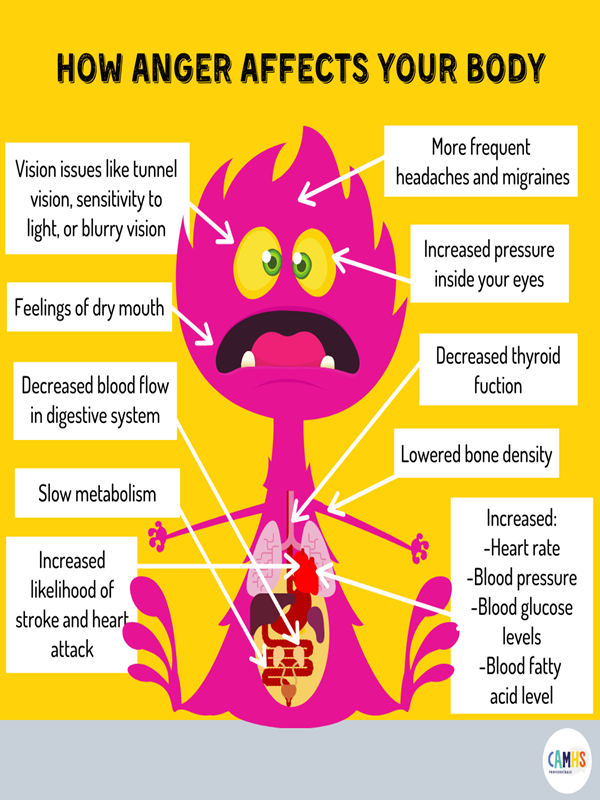 HOW ANGER AFFECTS YOUR BODY
Vision issues like tunnel
vision, sensitivity to
light, or blurry vision
More frequent
headaches and migraines
Increased pressure
inside your eyes
Feelings of dry mouth
Decreased thyroid
fuction
Decreased blood flow
in digestive system
Lowered bone density
Slow metabolism
Increased
likelihood of
stroke and heart
attack
Increased:
-Heart rate
-Blood pressure
-Blood glucose
levels
-Blood fatty
acid level
CAMHS
PROFESSIONALS